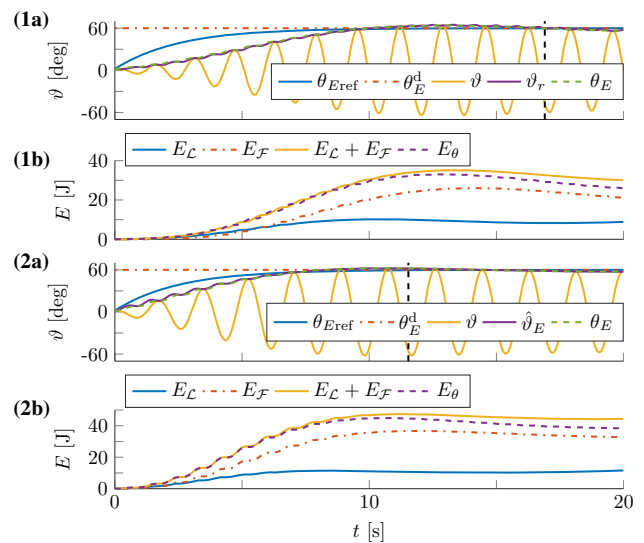 (1a)
60
0
-60
ϑ [deg]
θ_Eref θ_E^d ϑ ϑ_r θ_E
(1b)
E_ℒ E_ℱ E_ℒ + E_ℱ E_θ
40
20
0
E [J]
(2a)
60
0
-60
ϑ [deg]
θ_Eref θ_E^d ϑ ϑ̂_E θ_E
E_ℒ E_ℱ E_ℒ + E_ℱ E_θ
(2b)
40
20
0
E [J]
0 10 20
t [s]